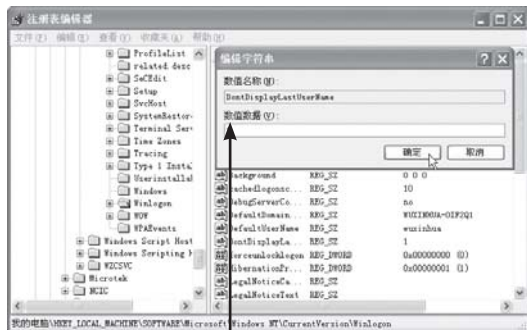 注册表编辑器
文件(F) 编辑(E) 查看(V) 收藏夹(A) 帮助(H)
ProfileList
related.desc
SeCEdit
Setup
SvcHost
SystemRestor
Terminal Ser
Time Zones
Tracing
Type 1 Insta
Userinstallab
Windows
Winlogon
WOW
WPAEvents
Windows Script Host
Windows Scripting
WZCSVC
Microtek
NCIC
编辑字符串
数值名称(N):
DontDisplayLastUserName
数值数据(V):
确定 取消
Background REG_SZ 0 0 0
cachedlogonsc... REG_SZ 10
DebugServerCo... REG_SZ no
DefaultDomain... REG_SZ WUXINHUA-OIF2Q1
DefaultUserName REG_SZ wuxinhua
DontDisplayLa... REG_SZ 1
forceunlocklogon REG_DWORD 0x00000000 (0)
HibernationPr... REG_DWORD 0x00000001 (1)
LegalNoticeCa... REG_SZ
LegalNoticeText REG_SZ
我的电脑\HKEY_LOCAL_MACHINE\SOFTWARE\Microsoft\Windows NT\CurrentVersion\Winlogon